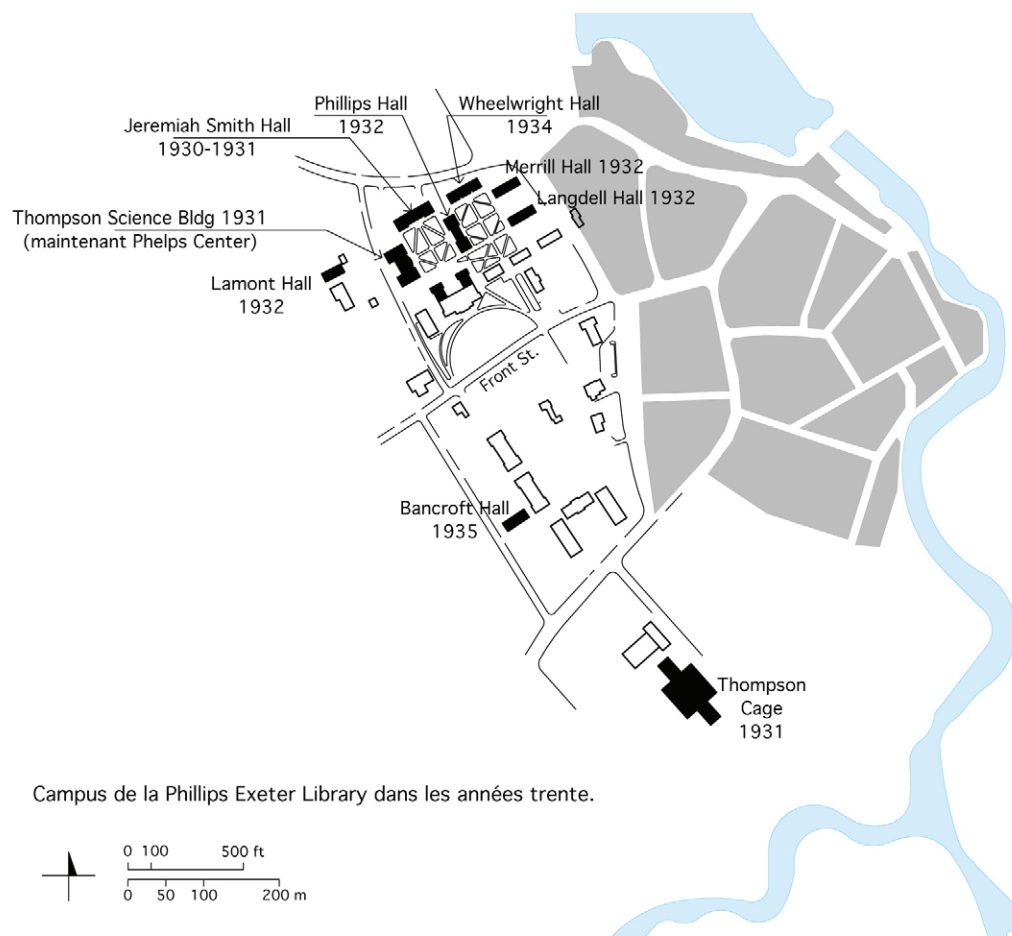 Phillips Hall
1932
Wheelwright Hall
1934
Jeremiah Smith Hall
1930-1931
Merrill Hall 1932
Langdell Hall 1932
Thompson Science Bldg 1931
(maintenant Phelps Center)
Lamont Hall
1932
Front St.
Bancroft Hall
1935
Thompson
Cage
1931
Campus de la Phillips Exeter Library dans les années trente.
0 100 500 ft
0 50 100 200 m